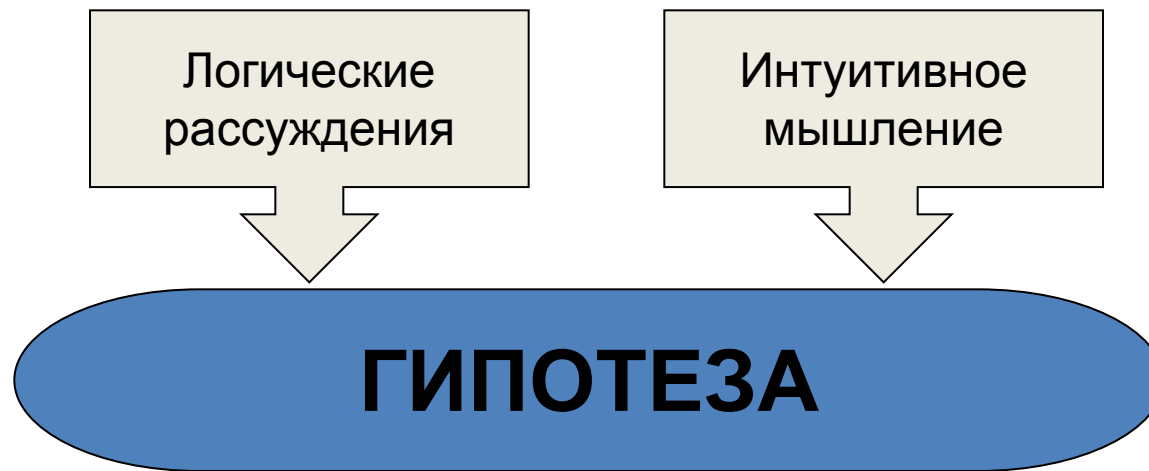 Логические
рассуждения
Интуитивное
мышление
ГИПОТЕЗА